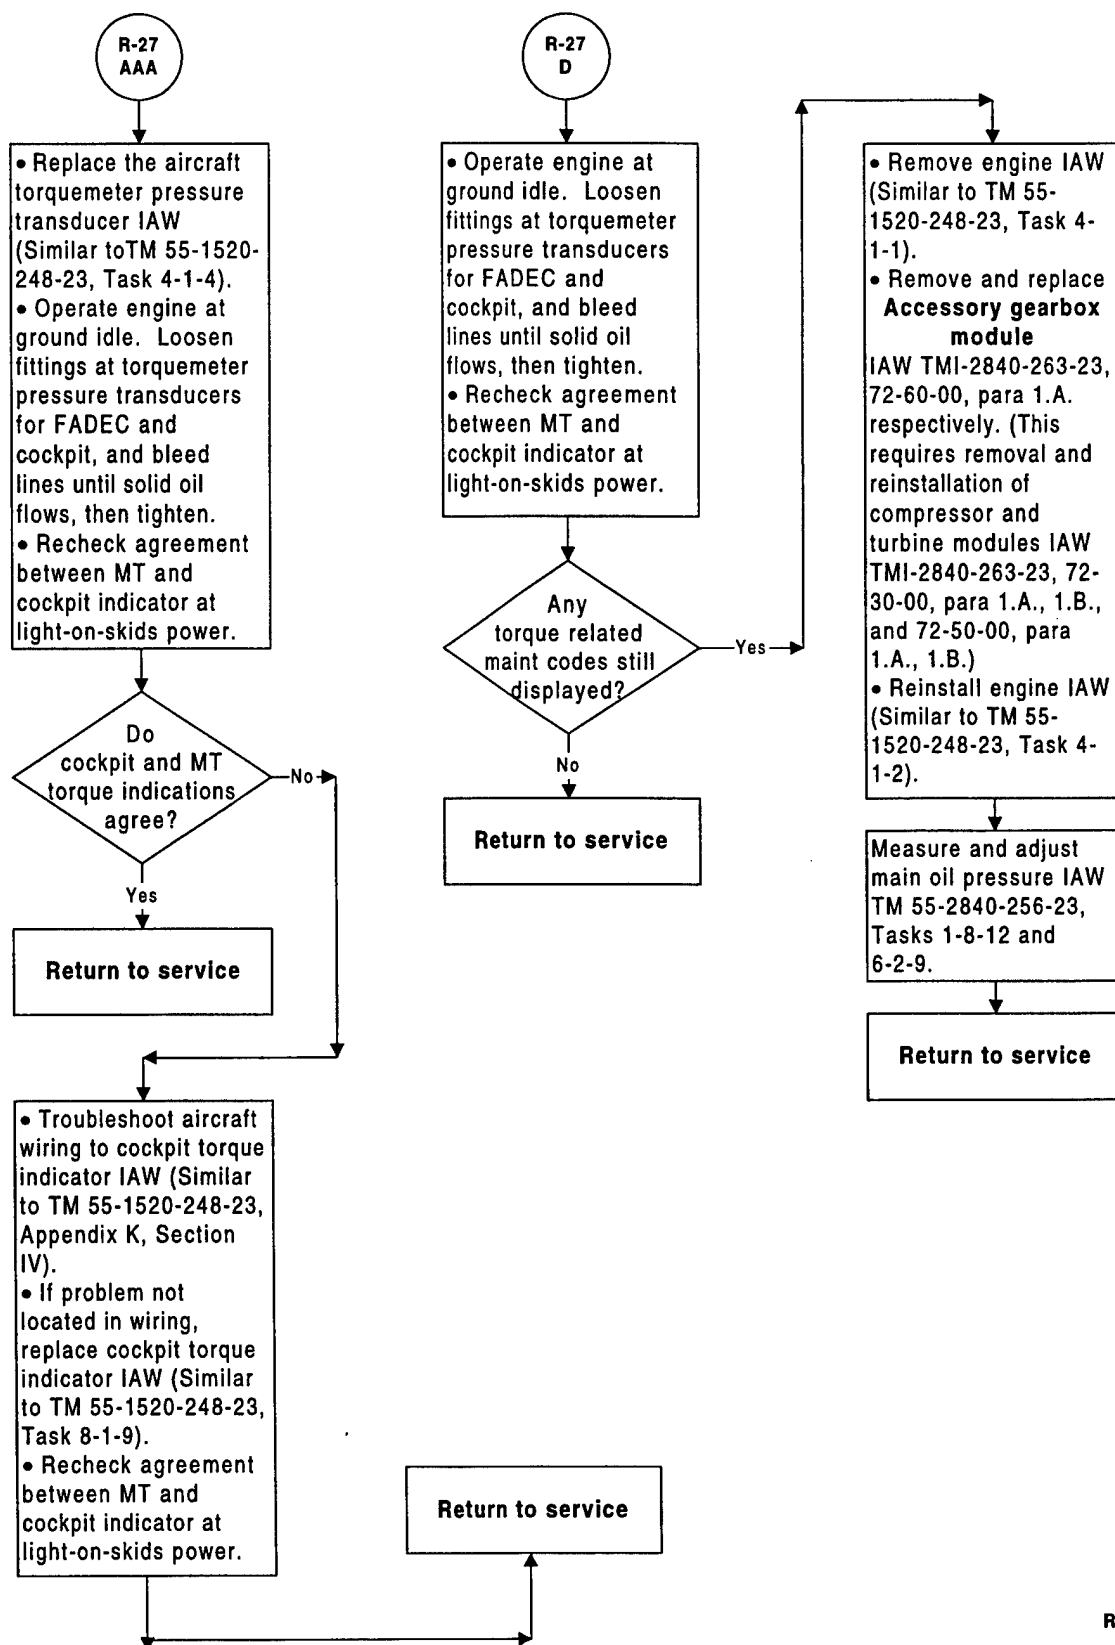 R-27
AAA
• Replace the aircraft
torquemeter pressure
transducer IAW
(Similar toTM 55-1520-
248-23, Task 4-1-4).
• Operate engine at
ground idle. Loosen
fittings at torquemeter
pressure transducers
for FADEC and
cockpit, and bleed
lines until solid oil
flows, then tighten.
• Recheck agreement
between MT and
cockpit indicator at
light-on-skids power.
Do
cockpit and MT
torque indications
agree?
No
Yes
Return to service
• Troubleshoot aircraft
wiring to cockpit torque
indicator IAW (Similar
to TM 55-1520-248-23,
Appendix K, Section
IV).
• If problem not
located in wiring,
replace cockpit torque
indicator IAW (Similar
to TM 55-1520-248-23,
Task 8-1-9).
• Recheck agreement
between MT and
cockpit indicator at
light-on-skids power.
Return to service
R-27
D
• Operate engine at
ground idle. Loosen
fittings at torquemeter
pressure transducers
for FADEC and
cockpit, and bleed
lines until solid oil
flows, then tighten.
• Recheck agreement
between MT and
cockpit indicator at
light-on-skids power.
Any
torque related
maint codes still
displayed?
Yes
No
Return to service
• Remove engine IAW
(Similar to TM 55-
1520-248-23, Task 4-
1-1).
• Remove and replace
Accessory gearbox
module
IAW TMI-2840-263-23,
72-60-00, para 1.A.
respectively. (This
requires removal and
reinstallation of
compressor and
turbine modules IAW
TMI-2840-263-23, 72-
30-00, para 1.A., 1.B.,
and 72-50-00, para
1.A., 1.B.)
• Reinstall engine IAW
(Similar to TM 55-
1520-248-23, Task 4-
1-2).
Measure and adjust
main oil pressure IAW
TM 55-2840-256-23,
Tasks 1-8-12 and
6-2-9.
Return to service
R